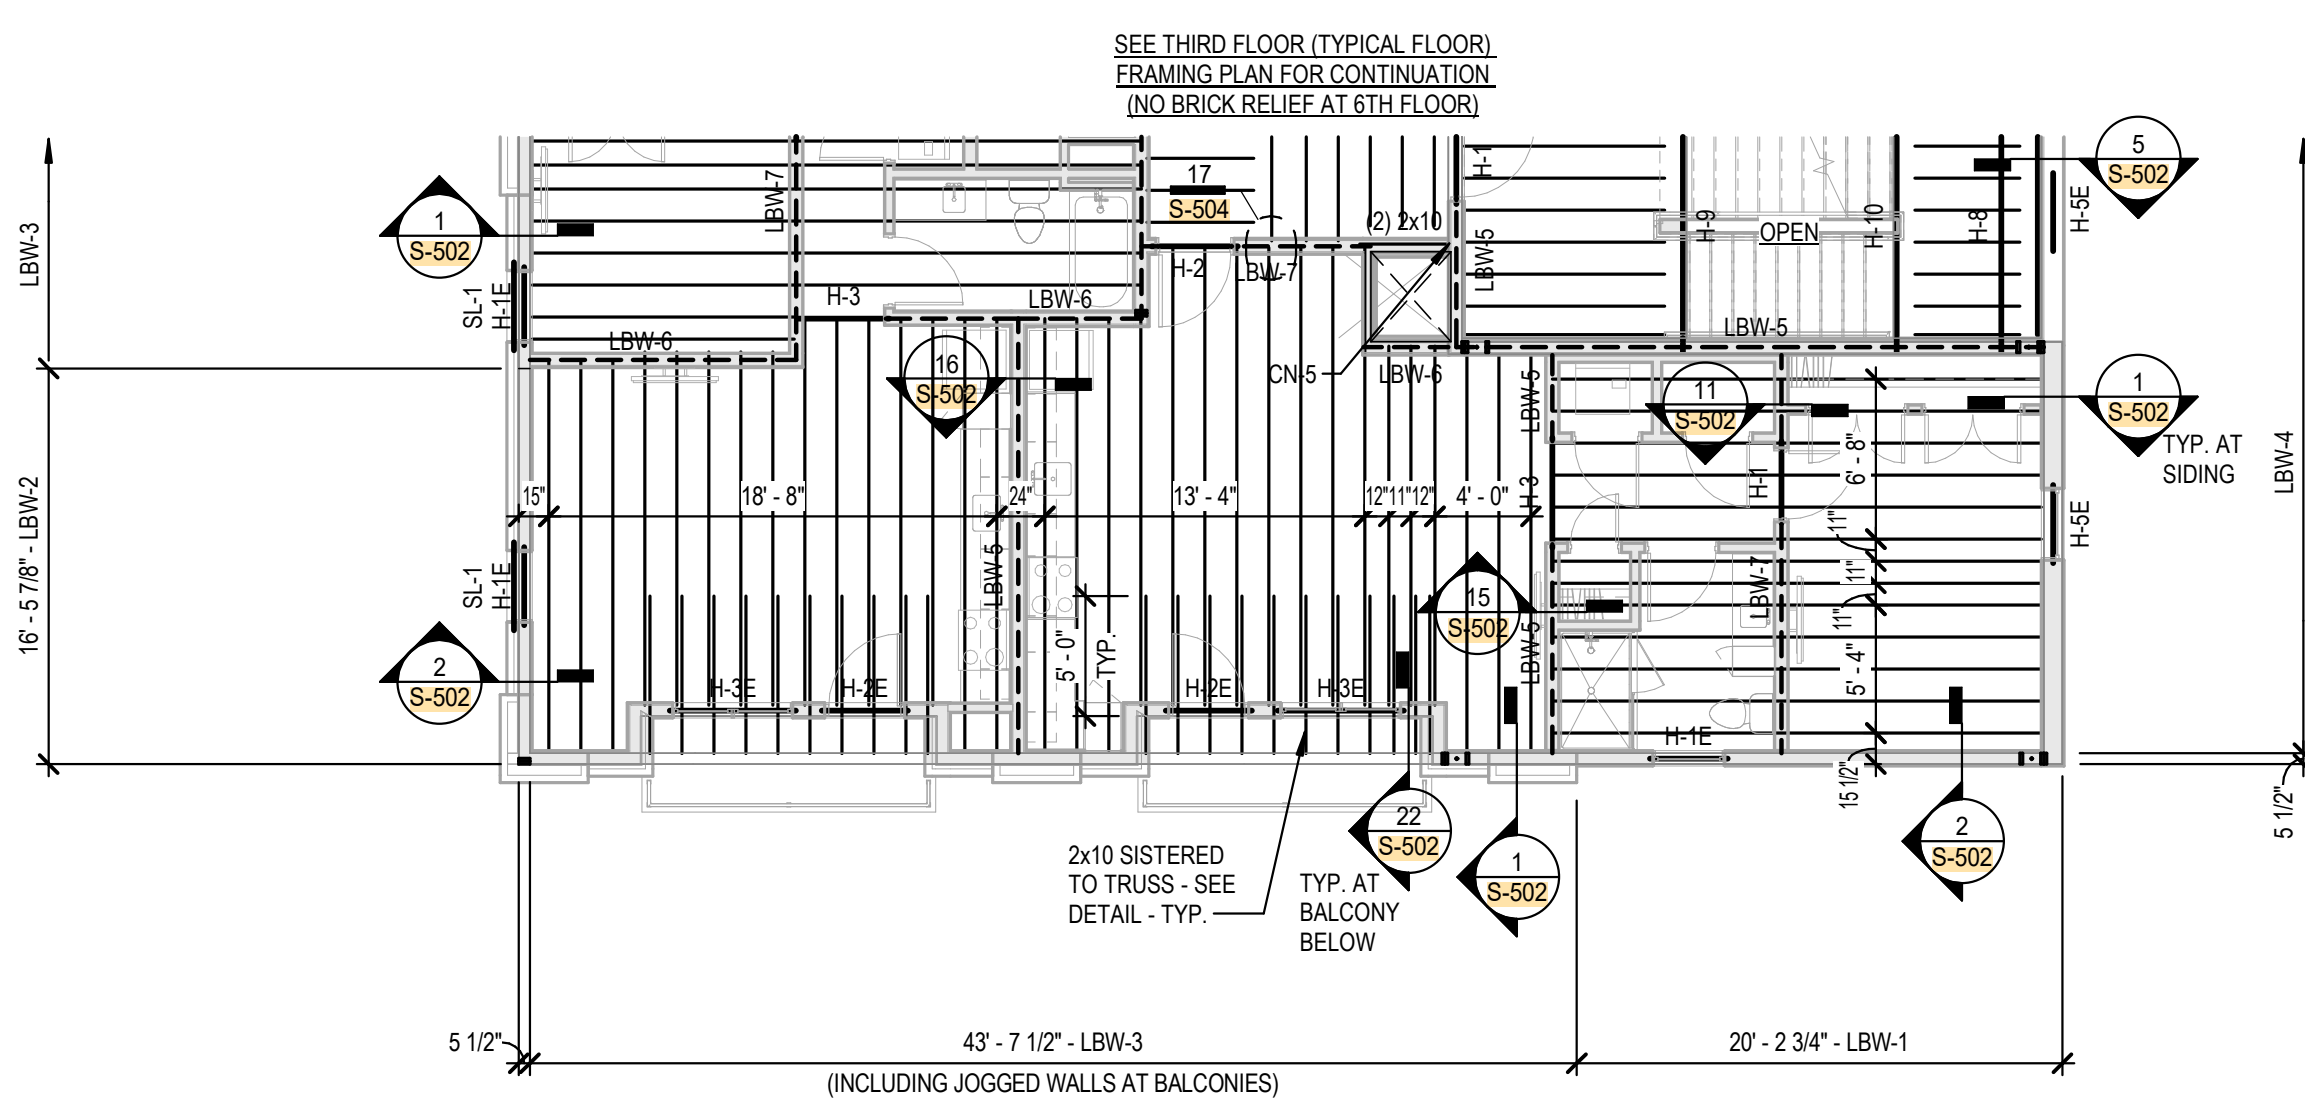 SEE THIRD FLOOR (TYPICAL FLOOR)
FRAMING PLAN FOR CONTINUATION
(NO BRICK RELIEF AT 6TH FLOOR)
LBW-3
16' - 5 7/8" - LBW-2
1
S-502
SL-1
H-1E
SL-1
H-1E
2
S-502
LBW-7
H-3
LBW-6
LBW-6
16
S-502
17
S-504
(2) 2x10
H-2
LBW-7
H-1
LBW-5
CN-5
LBW-6
H-9
OPEN
H-10
H-8
LBW-5
5
S-502
H-5E
1
S-502
TYP. AT
SIDING
LBW-4
H-5E
11
S-502
LBW-5
H-3
H-1
6' - 8"
11"
11"
11"
5' - 4"
15 1/2"
15"
18' - 8"
24"
13' - 4"
12"
11"
12"
4' - 0"
LBW-5
LBW-7
15
S-502
LBW-5
5' - 0"
TYP.
H-3E
H-2E
H-2E
H-3E
H-1E
22
S-502
TYP. AT
BALCONY
BELOW
1
S-502
2
S-502
2x10 SISTERED
TO TRUSS - SEE
DETAIL - TYP.
5 1/2"
5 1/2"
43' - 7 1/2" - LBW-3
(INCLUDING JOGGED WALLS AT BALCONIES)
20' - 2 3/4" - LBW-1